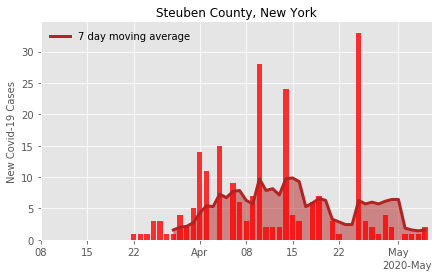 Steuben County, New York
7 day moving average
New Covid-19 Cases
30
25
20
15
10
5
0
08
15
22
Apr
08
15
22
May
2020-May